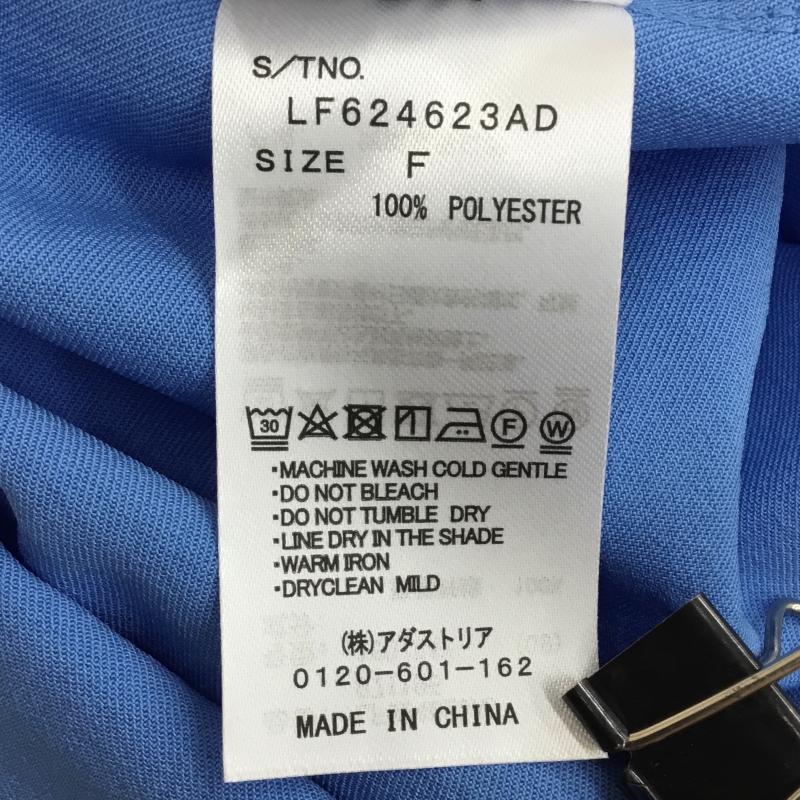 S/TNO.
LF624623AD
SIZE F
100% POLYESTER
30 F W
・MACHINE WASH COLD GENTLE
・DO NOT BLEACH
・DO NOT TUMBLE DRY
・LINE DRY IN THE SHADE
・WARM IRON
・DRYCLEAN MILD
(株)アダストリア
0120-601-162
MADE IN CHINA